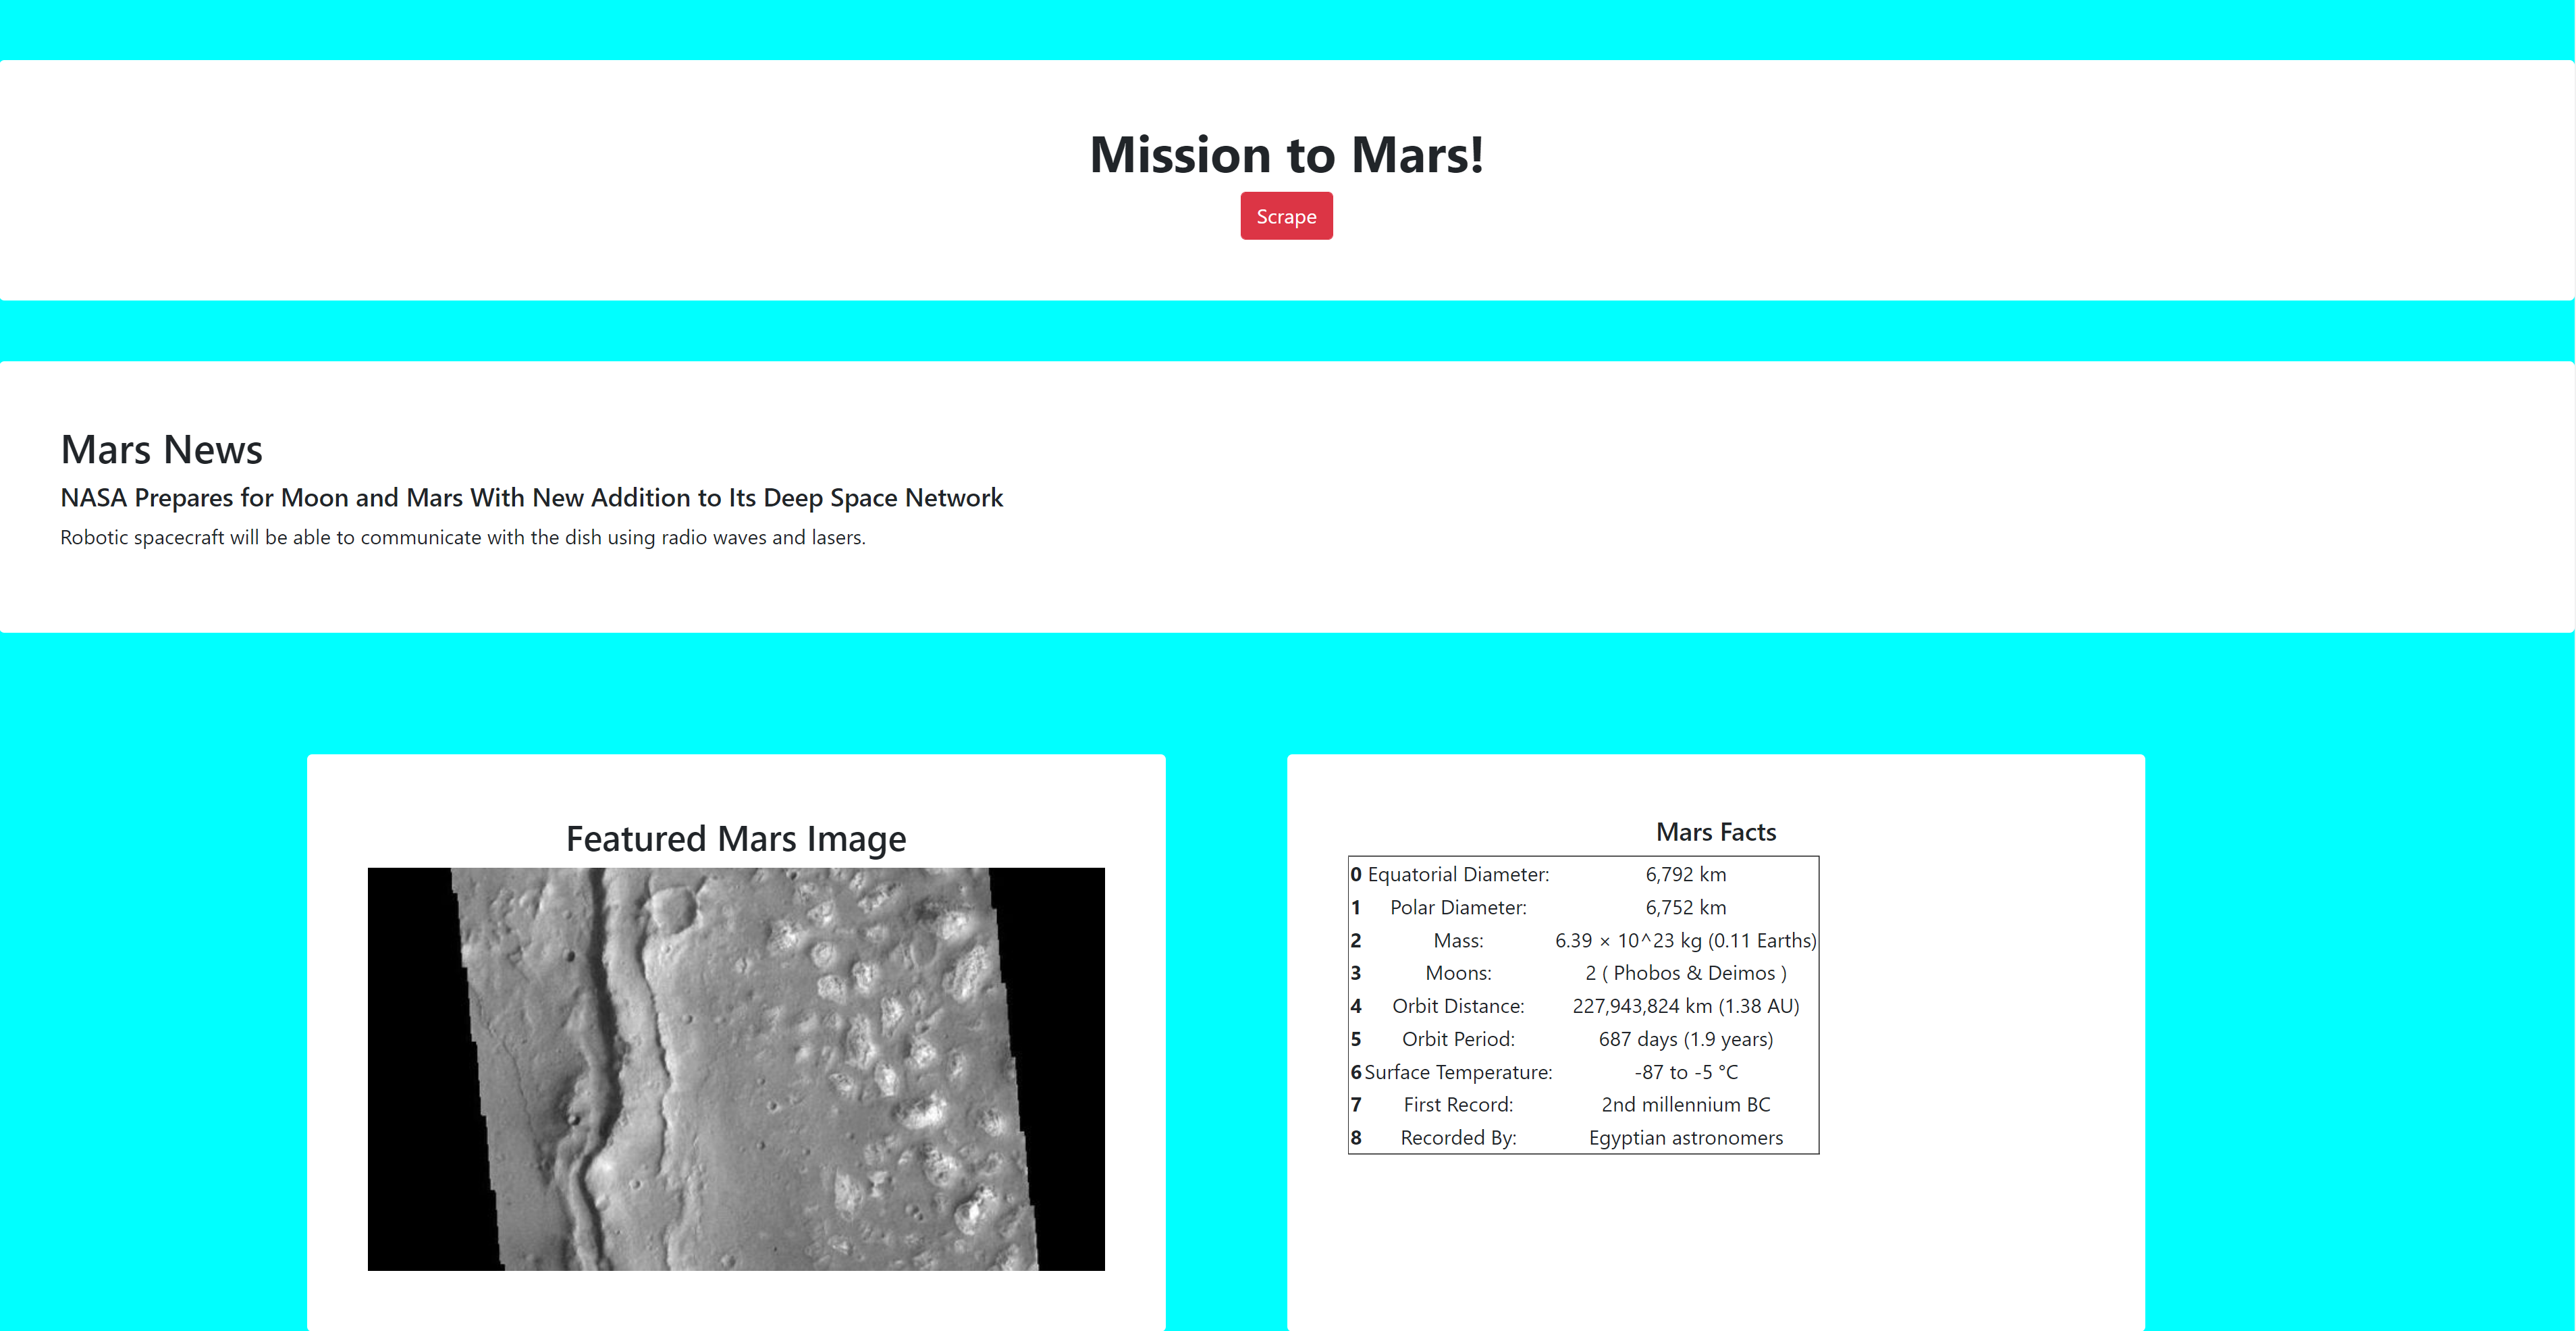 Mission to Mars!
Scrape
Mars News
NASA Prepares for Moon and Mars With New Addition to Its Deep Space Network
Robotic spacecraft will be able to communicate with the dish using radio waves and lasers.
Featured Mars Image
Mars Facts
0 Equatorial Diameter: 6,792 km
1 Polar Diameter: 6,752 km
2 Mass: 6.39 × 10^23 kg (0.11 Earths)
3 Moons: 2 ( Phobos & Deimos )
4 Orbit Distance: 227,943,824 km (1.38 AU)
5 Orbit Period: 687 days (1.9 years)
6 Surface Temperature: -87 to -5 °C
7 First Record: 2nd millennium BC
8 Recorded By: Egyptian astronomers